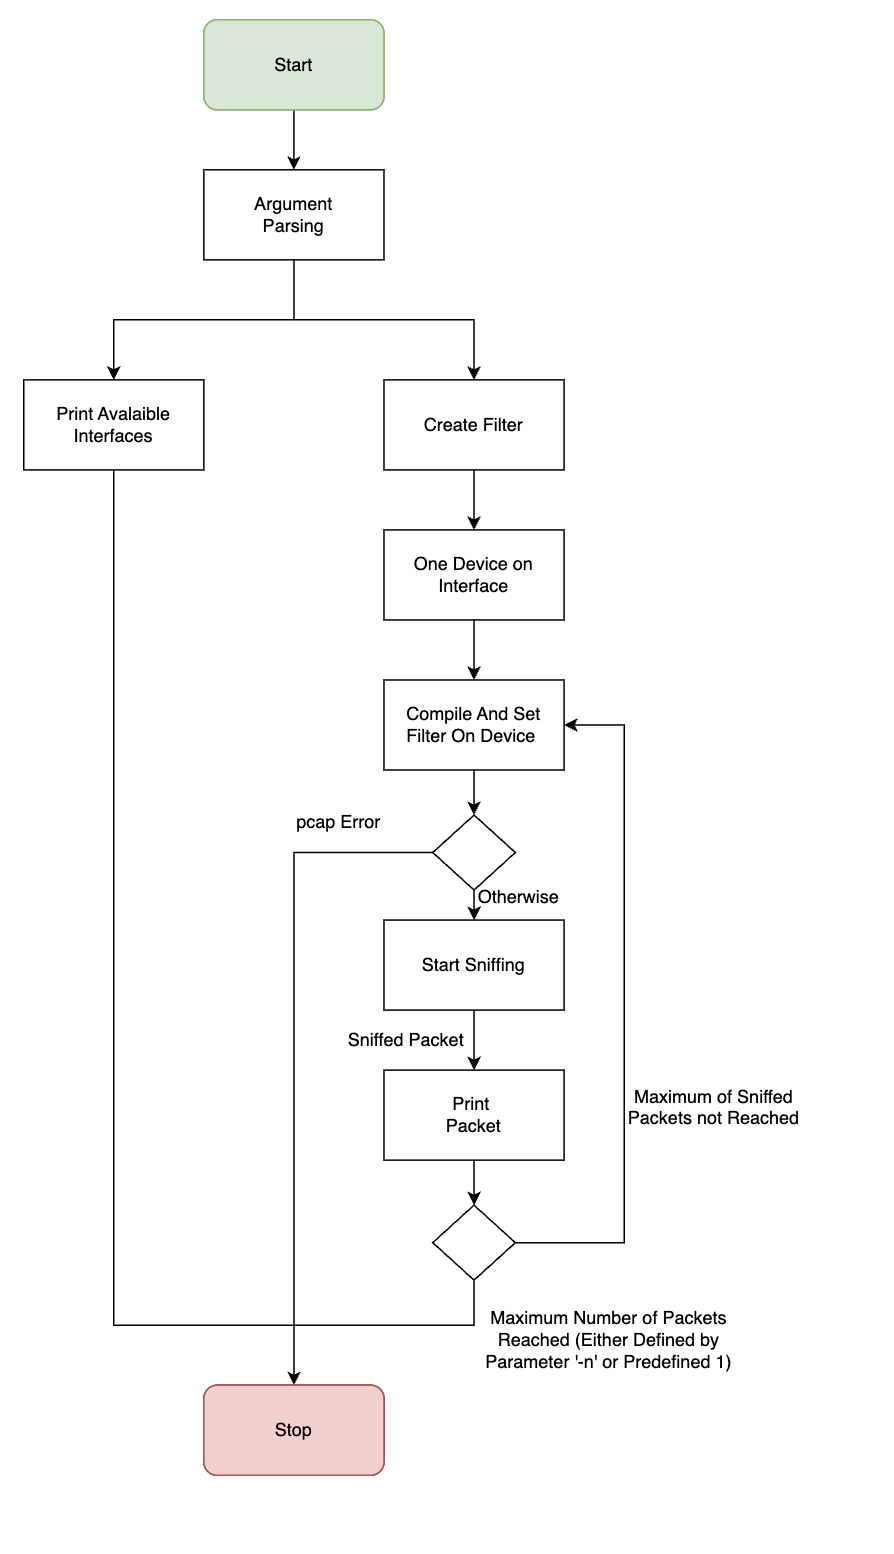 Start
Argument
Parsing
Print Avalaible
Interfaces
Create Filter
One Device on
Interface
Compile And Set
Filter On Device
pcap Error
Otherwise
Start Sniffing
Sniffed Packet
Print
Packet
Maximum of Sniffed
Packets not Reached
Maximum Number of Packets
Reached (Either Defined by
Parameter '-n' or Predefined 1)
Stop